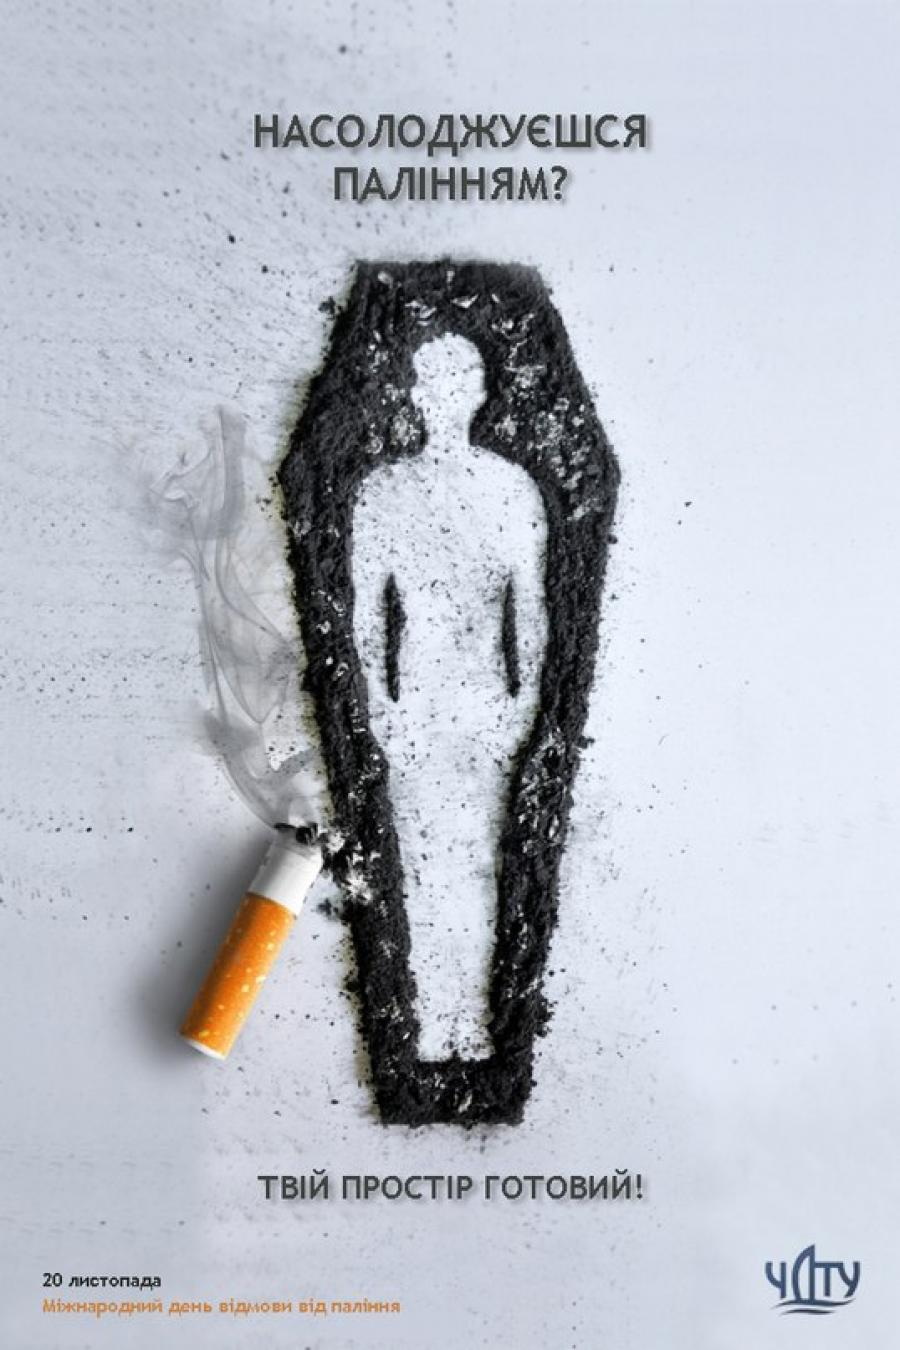 НАСОЛОДЖУЄШСЯ
ПАЛІННЯМ?
ТВІЙ ПРОСТІР ГОТОВИЙ!
20 листопада
Міжнародний день відмови від паління
ЧДТУ